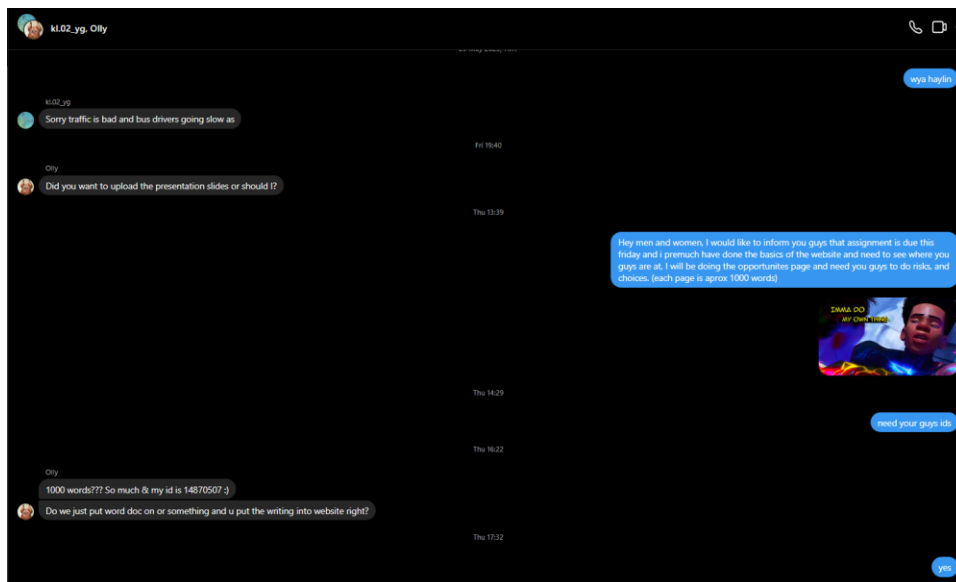 kl.02_yg, Olly
wya haylin
kl.02_yg
Sorry traffic is bad and bus drivers going slow as
Fri 19:40
Olly
Did you want to upload the presentation slides or should I?
Thu 13:39
Hey men and women, I would like to inform you guys that assignment is due this
friday and i premuch have done the basics of the website and need to see where you
guys are at, I will be doing the opportunites page and need you guys to do risks, and
choices. (each page is aprox 1000 words)
IMMA DO
MY OWN THING
Thu 14:29
need your guys ids
Thu 16:22
Olly
1000 words??? So much & my id is 14870507 :)
Do we just put word doc on or something and u put the writing into website right?
Thu 17:32
yes